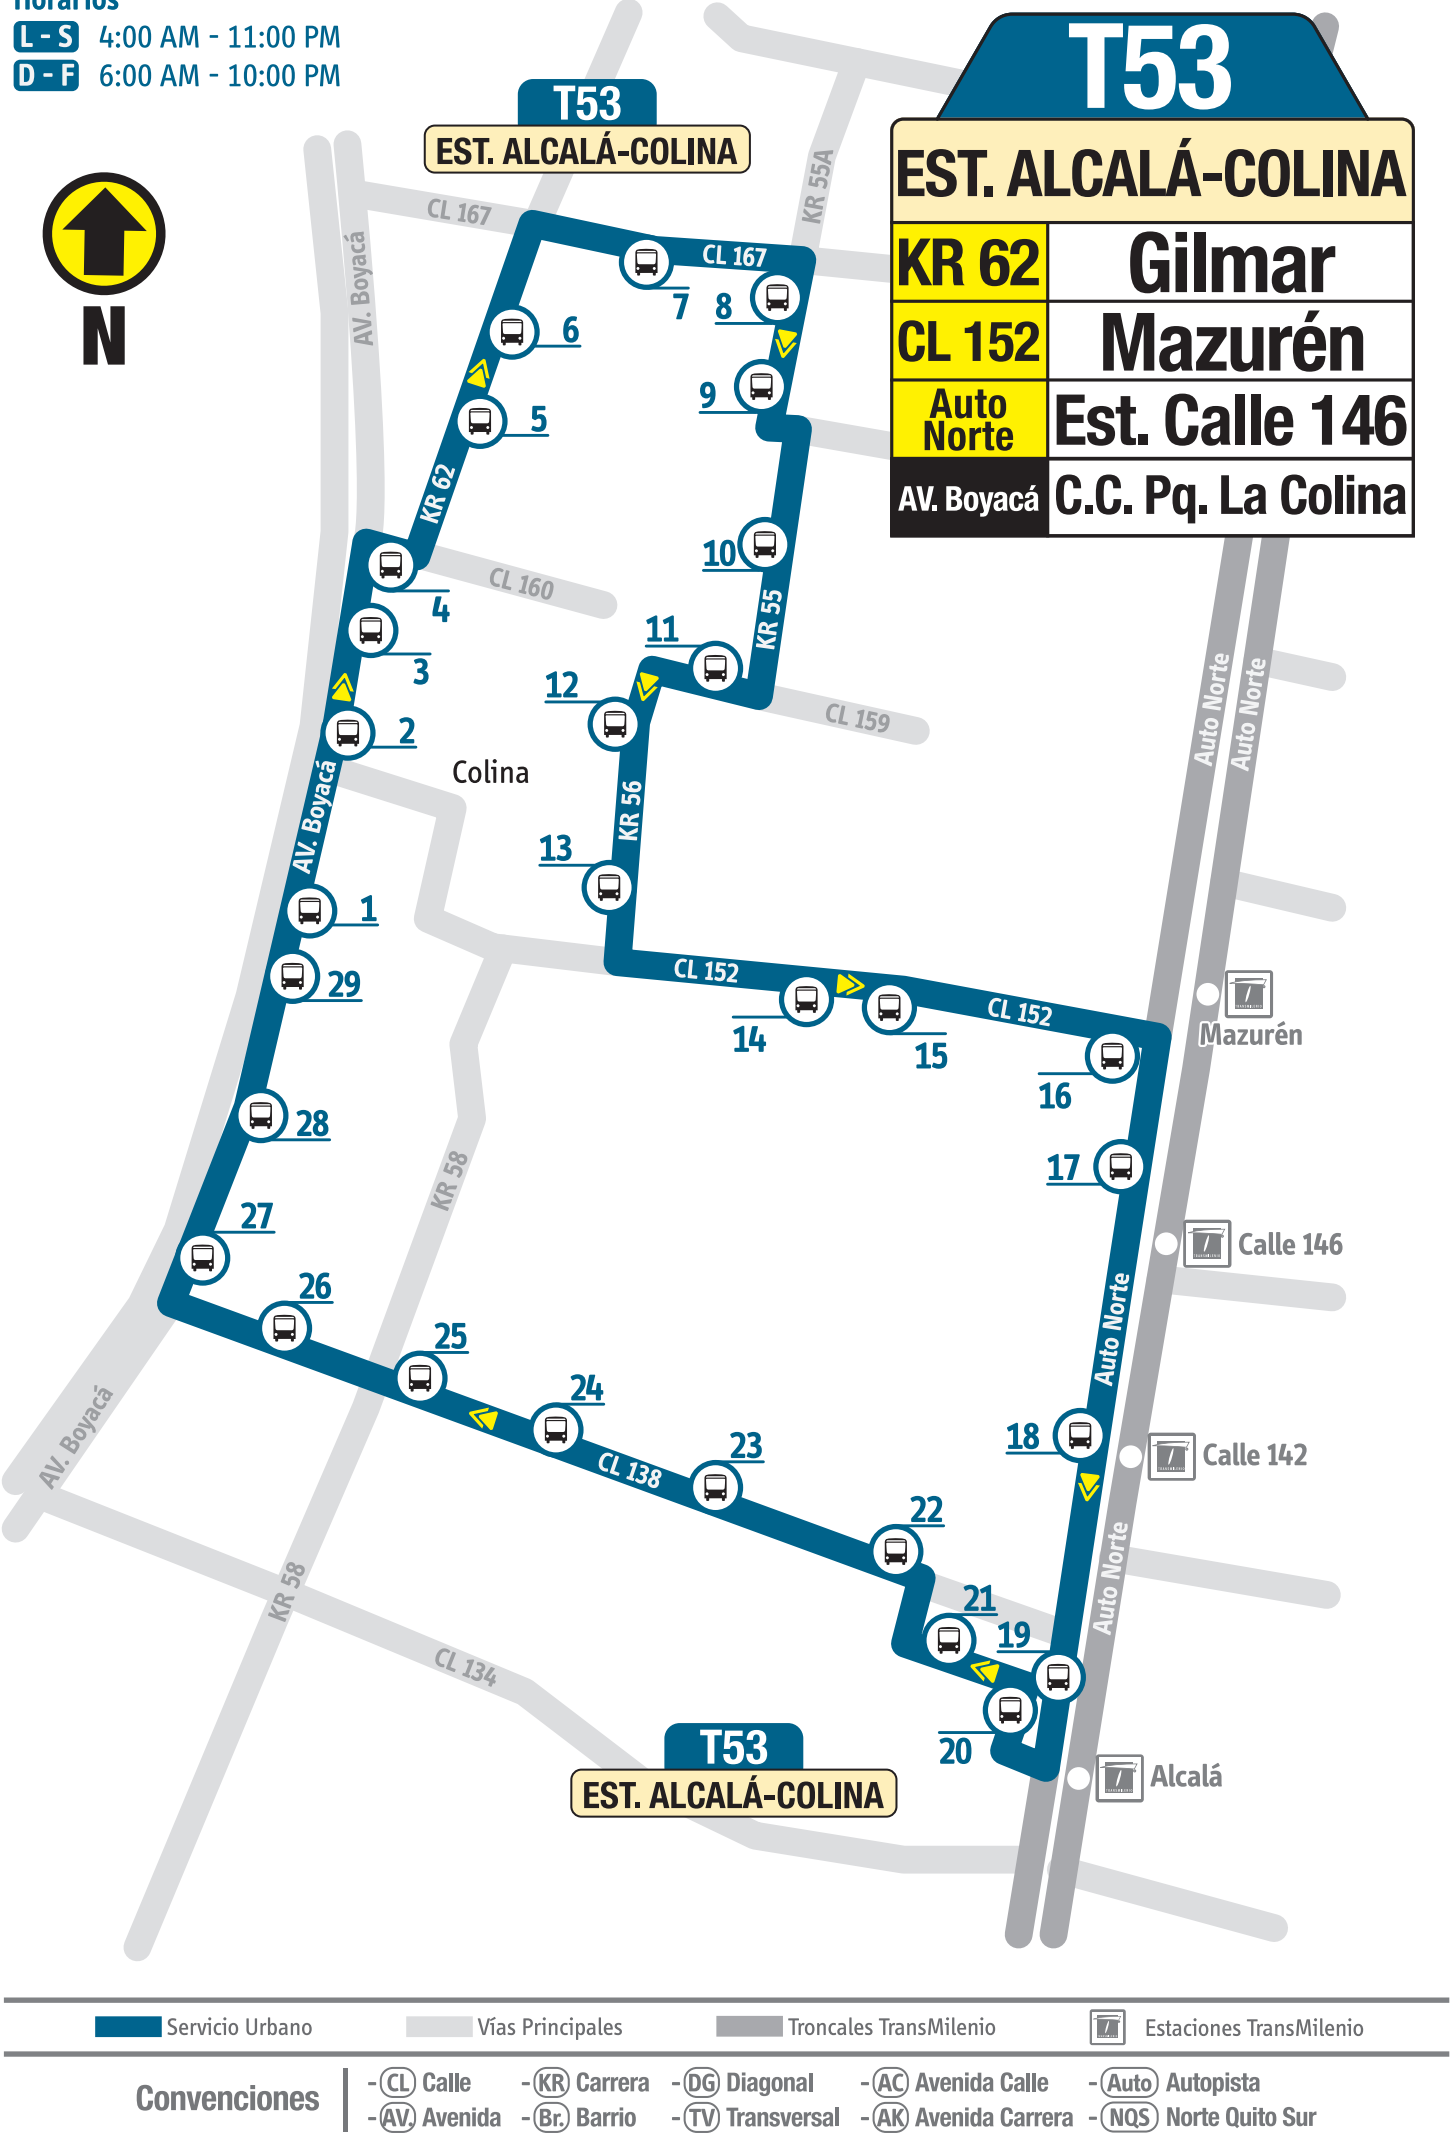 Horarios
L - S 4:00 AM - 11:00 PM
D - F 6:00 AM - 10:00 PM
N
T53
EST. ALCALÁ-COLINA
T53
EST. ALCALÁ-COLINA
KR 62 Gilmar
CL 152 Mazurén
Auto Norte Est. Calle 146
AV. Boyacá C.C. Pq. La Colina
CL 167
KR 55A
AV. Boyacá
CL 167
7
8
6
9
5
KR 62
10
CL 160
4
KR 55
11
3
12
CL 159
2
Auto Norte
Auto Norte
Colina
AV. Boyacá
KR 56
13
1
29
CL 152
CL 152
14
15
16
Mazurén
28
KR 58
17
27
Calle 146
26
Auto Norte
25
24
AV. Boyacá
18
Calle 142
23
CL 138
22
KR 58
Auto Norte
21
19
CL 134
20
T53
EST. ALCALÁ-COLINA
Alcalá
Servicio Urbano
Vías Principales
Troncales TransMilenio
Estaciones TransMilenio
Convenciones
- CL Calle - KR Carrera - DG Diagonal - AC Avenida Calle - Auto Autopista
- AV. Avenida - Br. Barrio - TV Transversal - AK Avenida Carrera - NQS Norte Quito Sur